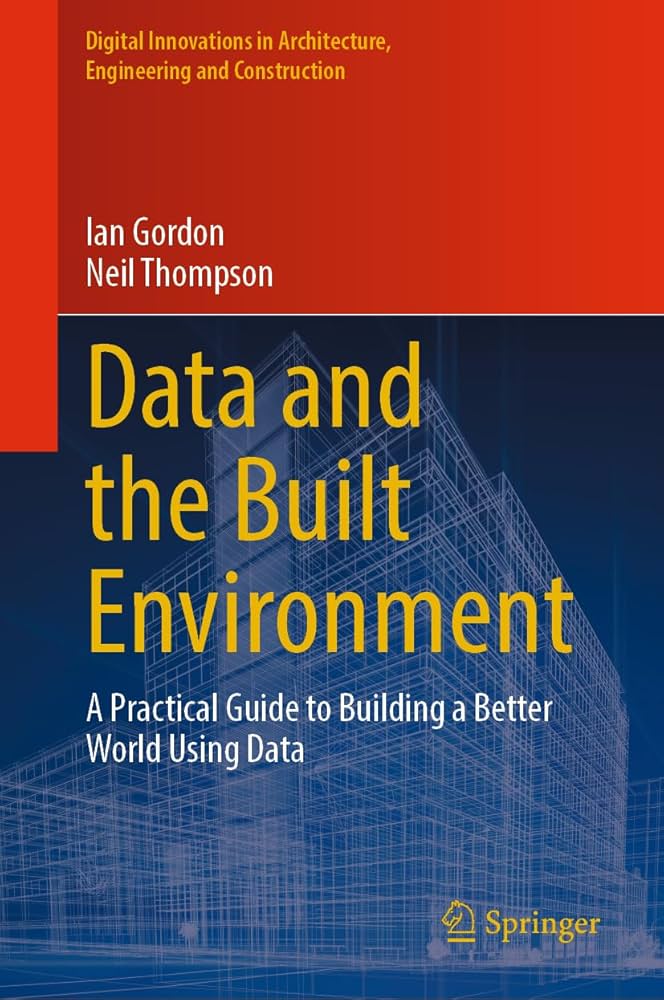 Digital Innovations in Architecture,
Engineering and Construction
Ian Gordon
Neil Thompson
Data and
the Built
Environment
A Practical Guide to Building a Better
World Using Data
Springer